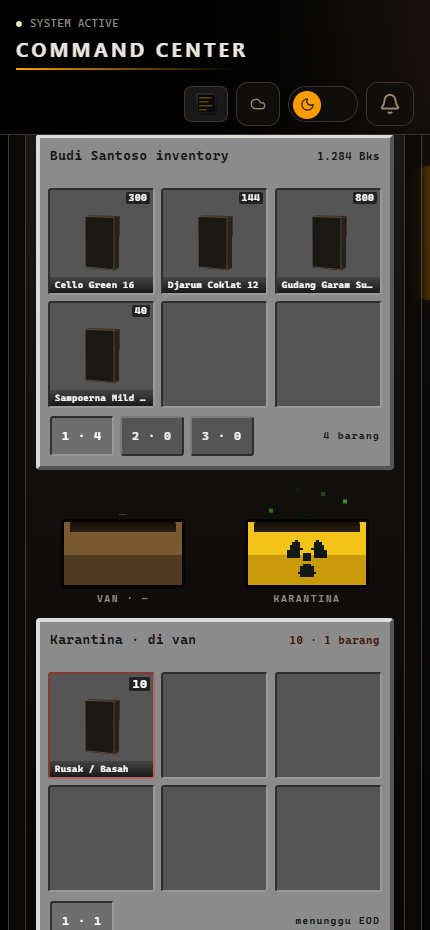 SYSTEM ACTIVE
COMMAND CENTER
Budi Santoso inventory 1.284 Bks
300 144 800
Cello Green 16 Djarum Coklat 12 Gudang Garam Su…
40
Sampoerna Mild …
1 · 4 2 · 0 3 · 0 4 barang
VAN · — KARANTINA
Karantina · di van 10 · 1 barang
10
Rusak / Basah
1 · 1 menunggu EOD